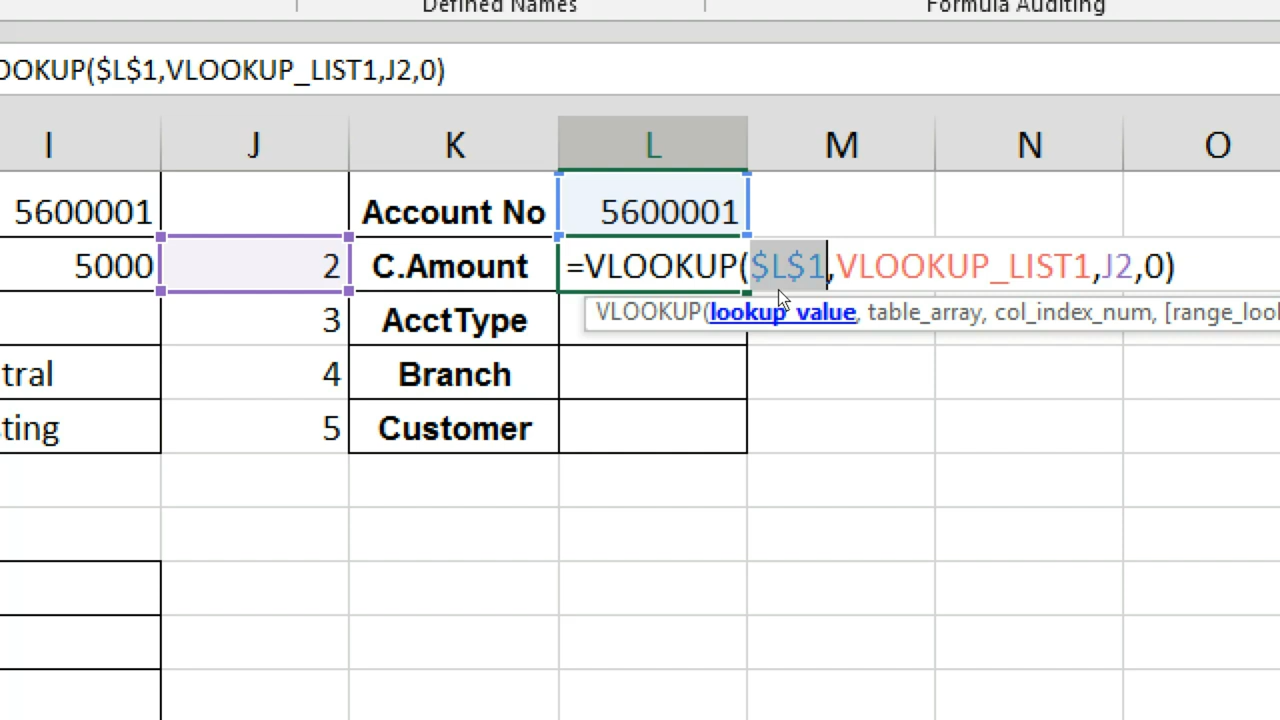 Defined Names Formula Auditing
OOKUP($L$1,VLOOKUP_LIST1,J2,0)
I J K L M N O
5600001 Account No 5600001
5000 2 C.Amount =VLOOKUP($L$1,VLOOKUP_LIST1,J2,0)
VLOOKUP(lookup_value, table_array, col_index_num, [range_look
3 AcctType
tral 4 Branch
sting 5 Customer